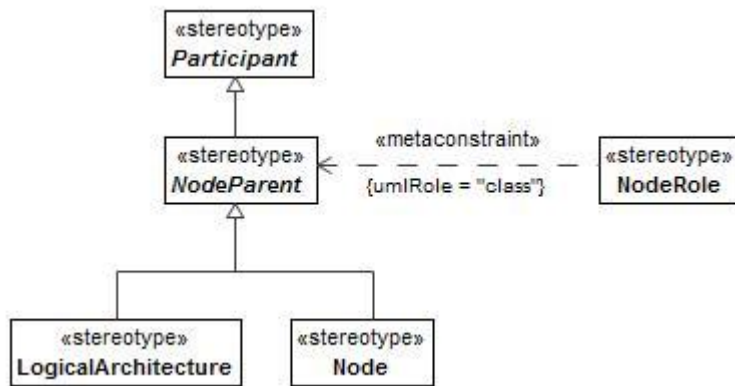 «stereotype»
Participant
«stereotype»
NodeParent
«metaconstraint»
{umlRole = "class"}
«stereotype»
NodeRole
«stereotype»
LogicalArchitecture
«stereotype»
Node